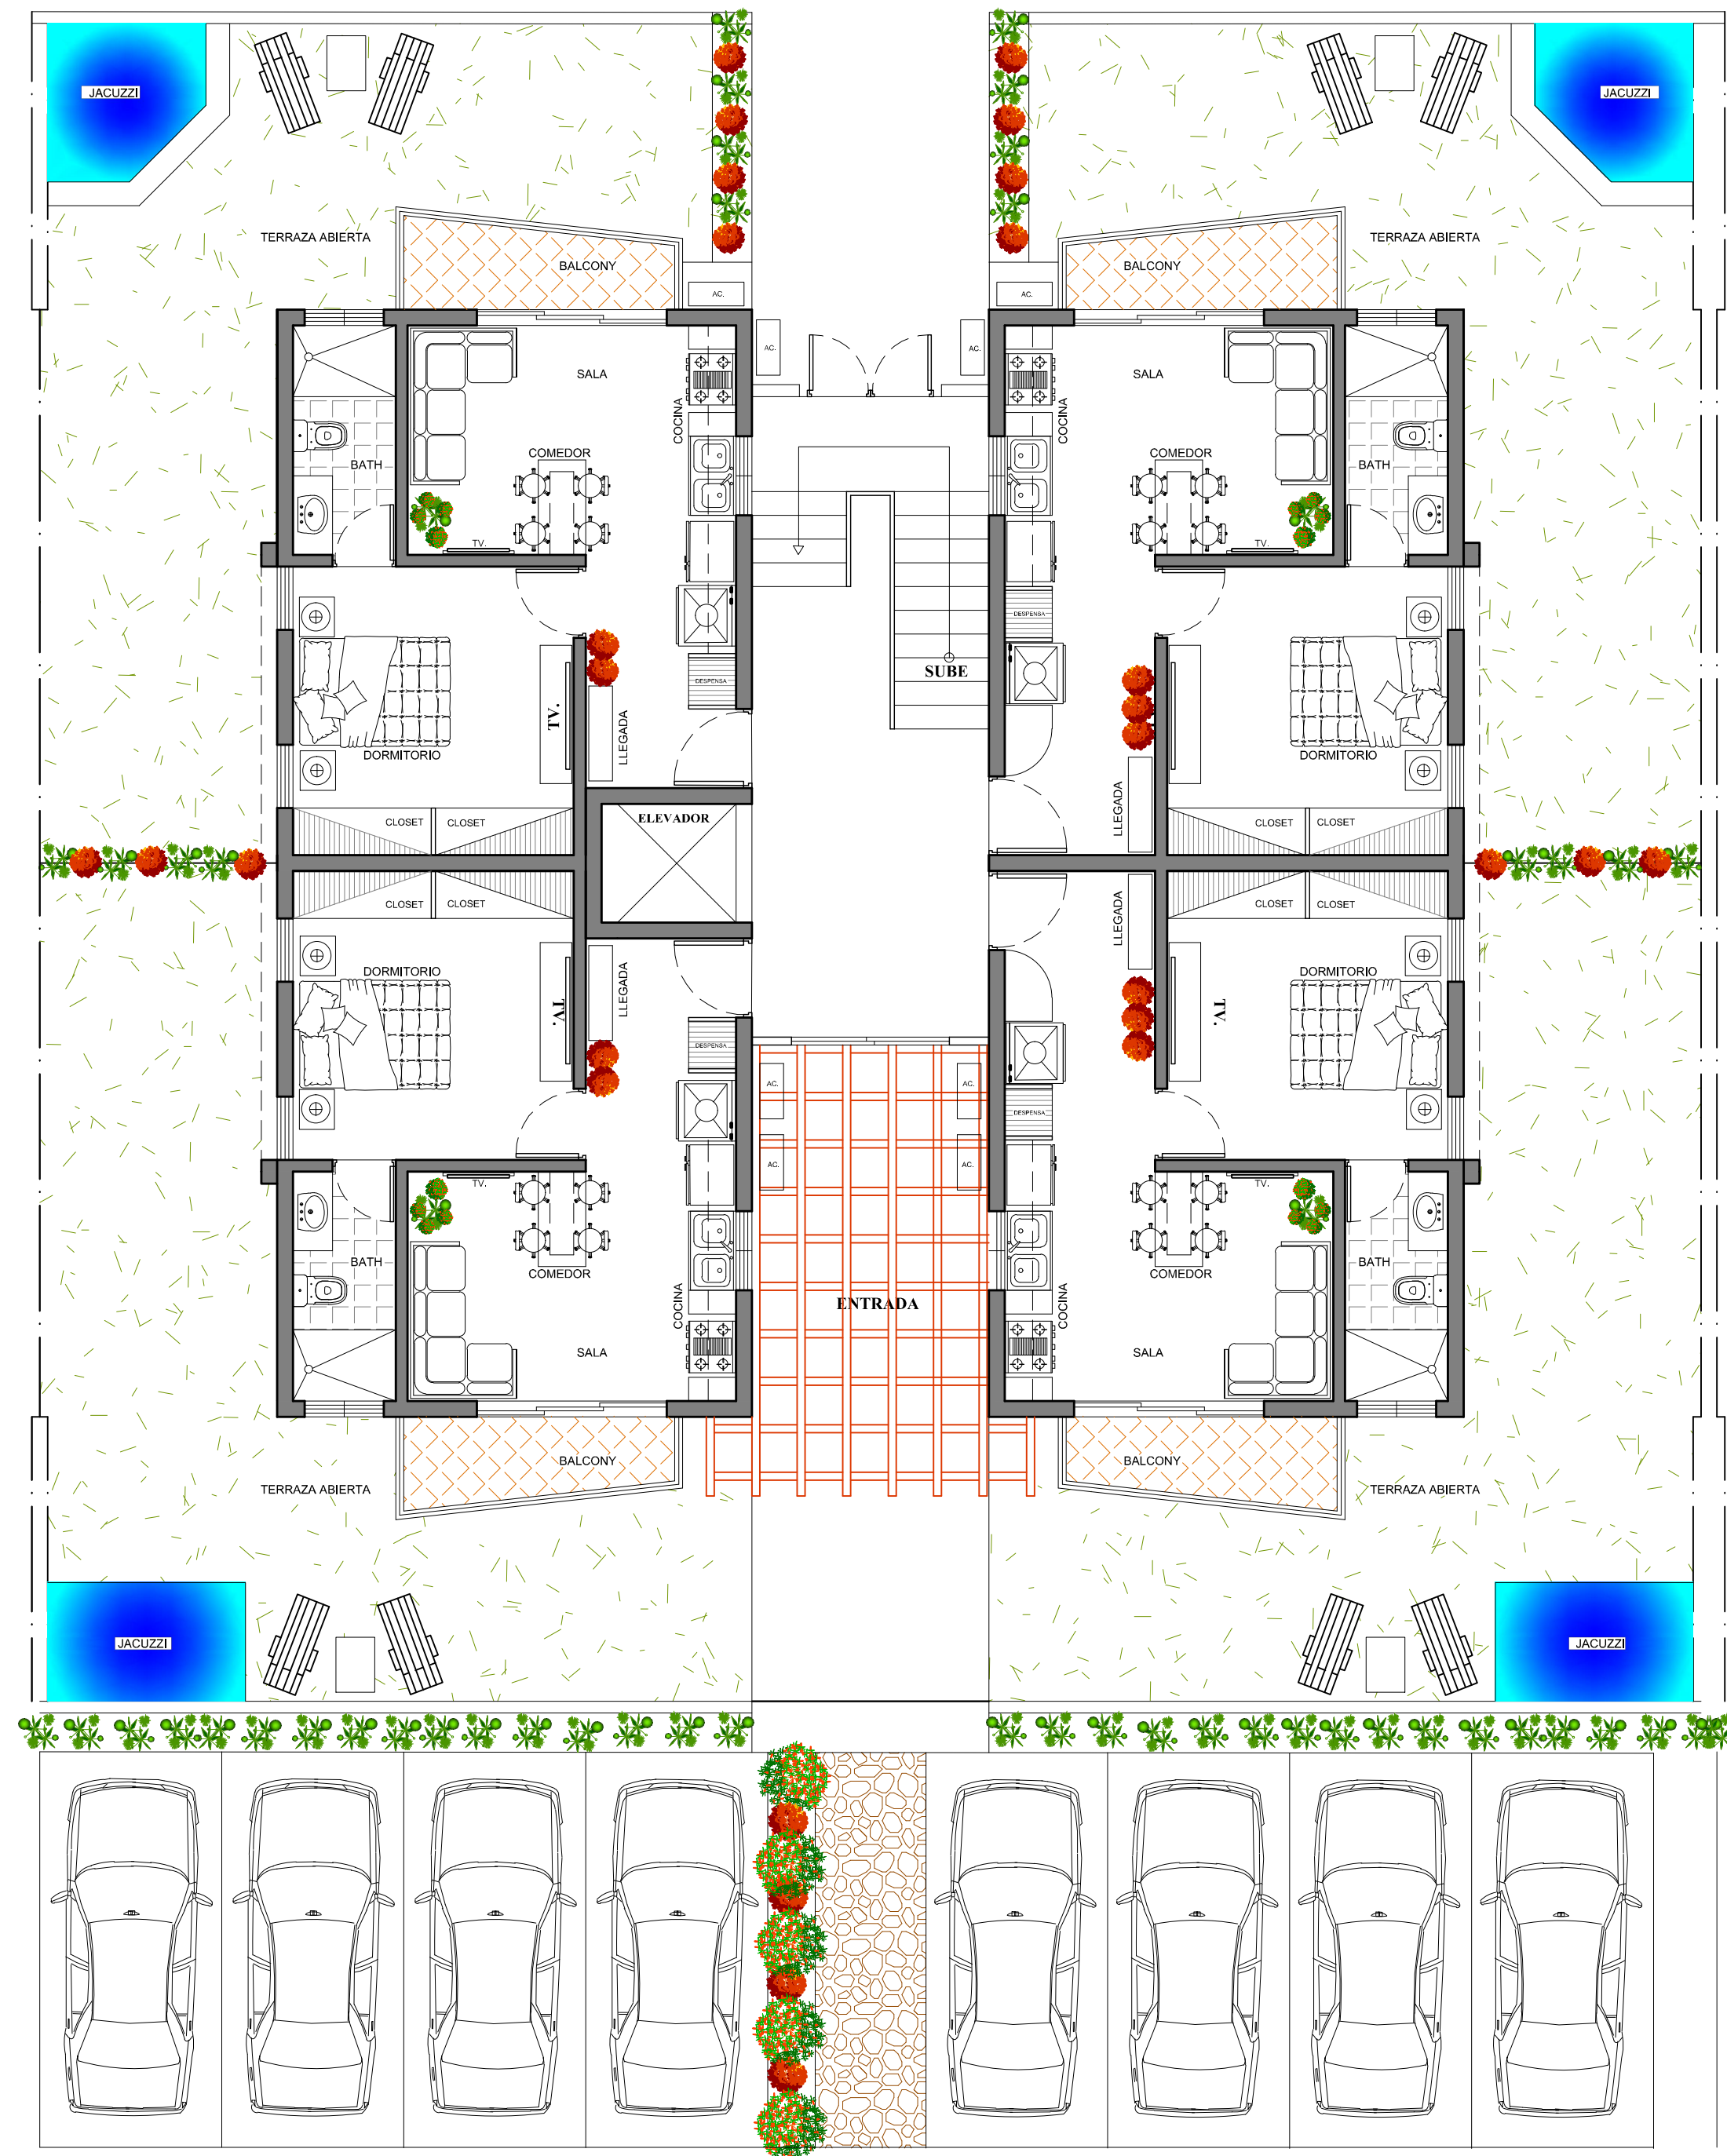 JACUZZI
JACUZZI
TERRAZA ABIERTA
TERRAZA ABIERTA
BALCONY
BALCONY
AC.
AC.
AC.
AC.
SALA
SALA
COCINA
COCINA
COMEDOR
COMEDOR
BATH
BATH
TV.
TV.
DESPENSA
SUBE
DESPENSA
TV.
LLEGADA
DORMITORIO
DORMITORIO
LLEGADA
CLOSET
CLOSET
ELEVADOR
CLOSET
CLOSET
CLOSET
CLOSET
CLOSET
CLOSET
LLEGADA
DORMITORIO
LLEGADA
DORMITORIO
TV.
TV.
DESPENSA
AC.
AC.
DESPENSA
AC.
AC.
TV.
TV.
BATH
COMEDOR
COMEDOR
BATH
COCINA
ENTRADA
COCINA
SALA
SALA
BALCONY
BALCONY
TERRAZA ABIERTA
TERRAZA ABIERTA
JACUZZI
JACUZZI